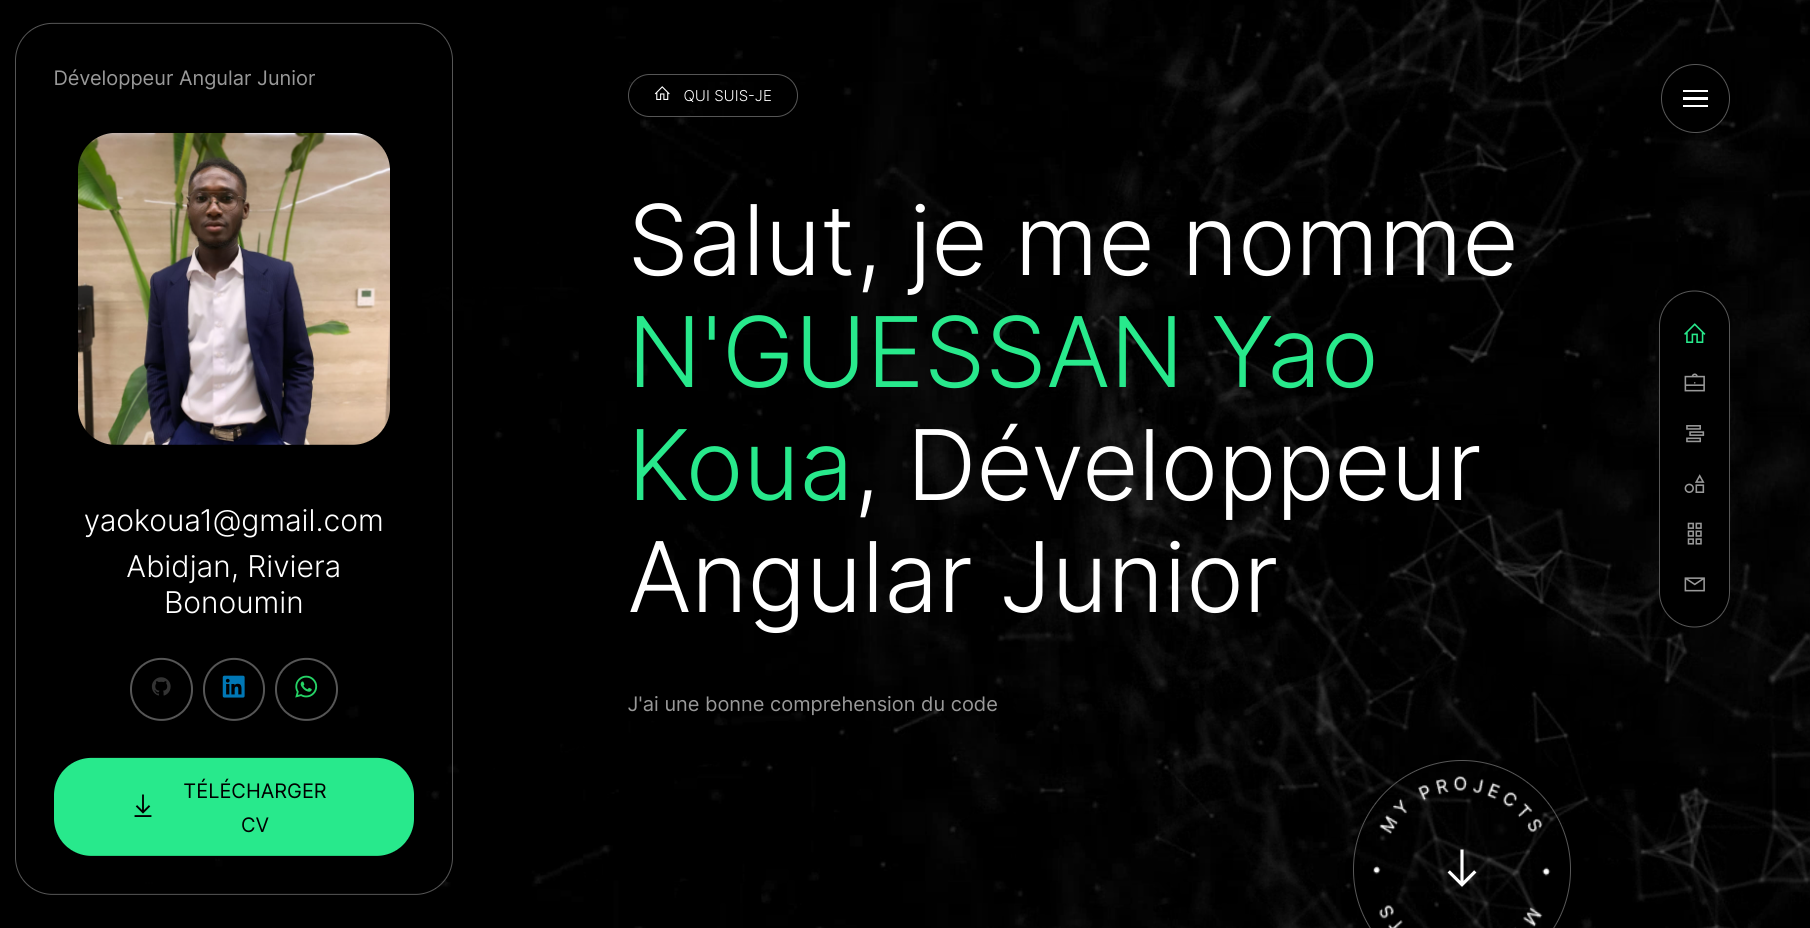 Développeur Angular Junior
yaokoua1@gmail.com
Abidjan, Riviera
Bonoumin
TÉLÉCHARGER
CV
QUI SUIS-JE
Salut, je me nomme
N'GUESSAN Yao
Koua, Développeur
Angular Junior
J'ai une bonne comprehension du code
MY PROJECTS